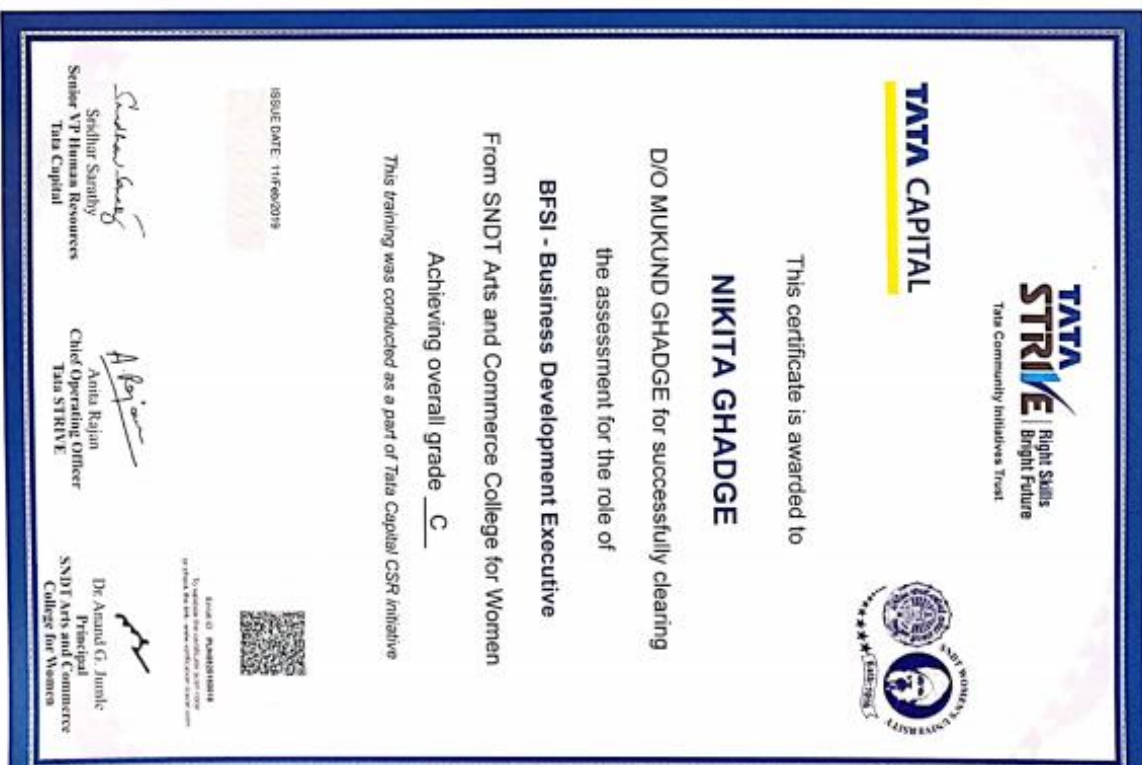 TATA CAPITAL
TATA
STRIVE
Right Skills
Bright Future
Tata Community Initiatives Trust
SNDT WOMEN'S UNIVERSITY
This certificate is awarded to
NIKITA GHADGE
D/O MUKUND GHADGE for successfully clearing
the assessment for the role of
BFSI - Business Development Executive
From SNDT Arts and Commerce College for Women
Achieving overall grade C
This training was conducted as a part of Tata Capital CSR initiative
ISSUE DATE: 11/Feb/2019
Sridhar Sarathy
Senior VP Human Resources
Tata Capital
Anita Rajan
Chief Operating Officer
Tata STRIVE
Dr. Anand G. Jumle
Principal
SNDT Arts and Commerce
College for Women